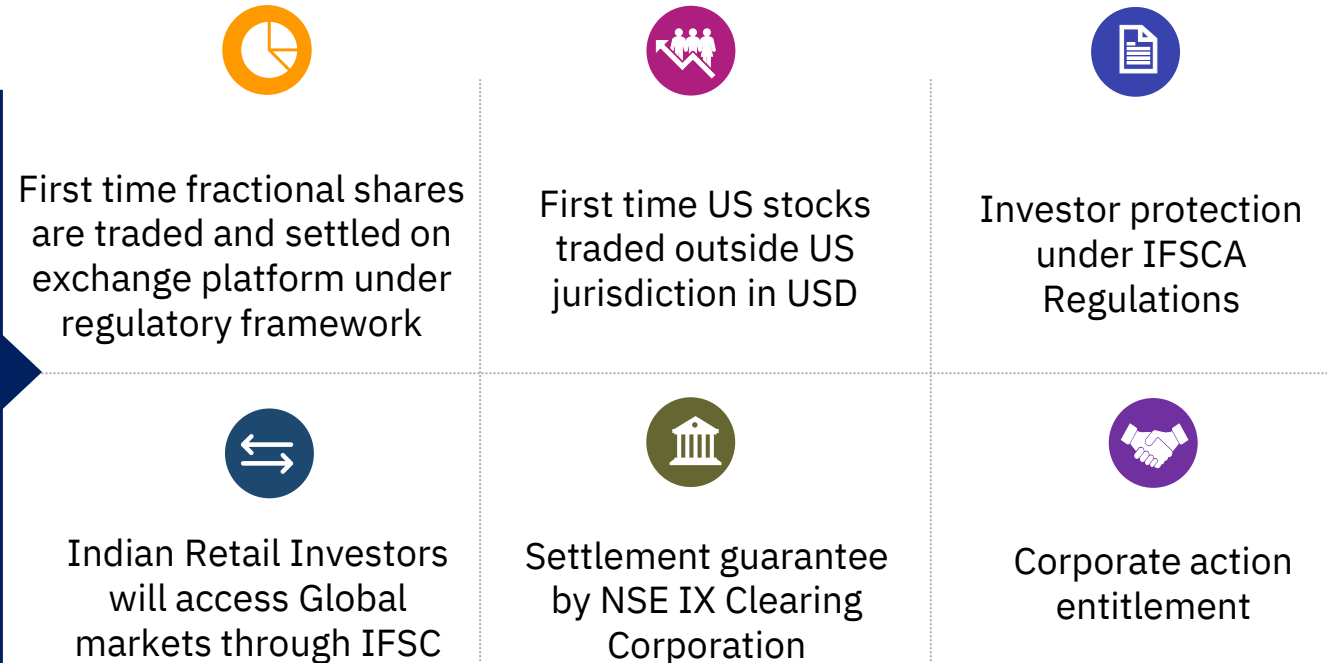 First time fractional shares
are traded and settled on
exchange platform under
regulatory framework
First time US stocks
traded outside US
jurisdiction in USD
Investor protection
under IFSCA
Regulations
Indian Retail Investors
will access Global
markets through IFSC
Settlement guarantee
by NSE IX Clearing
Corporation
Corporate action
entitlement